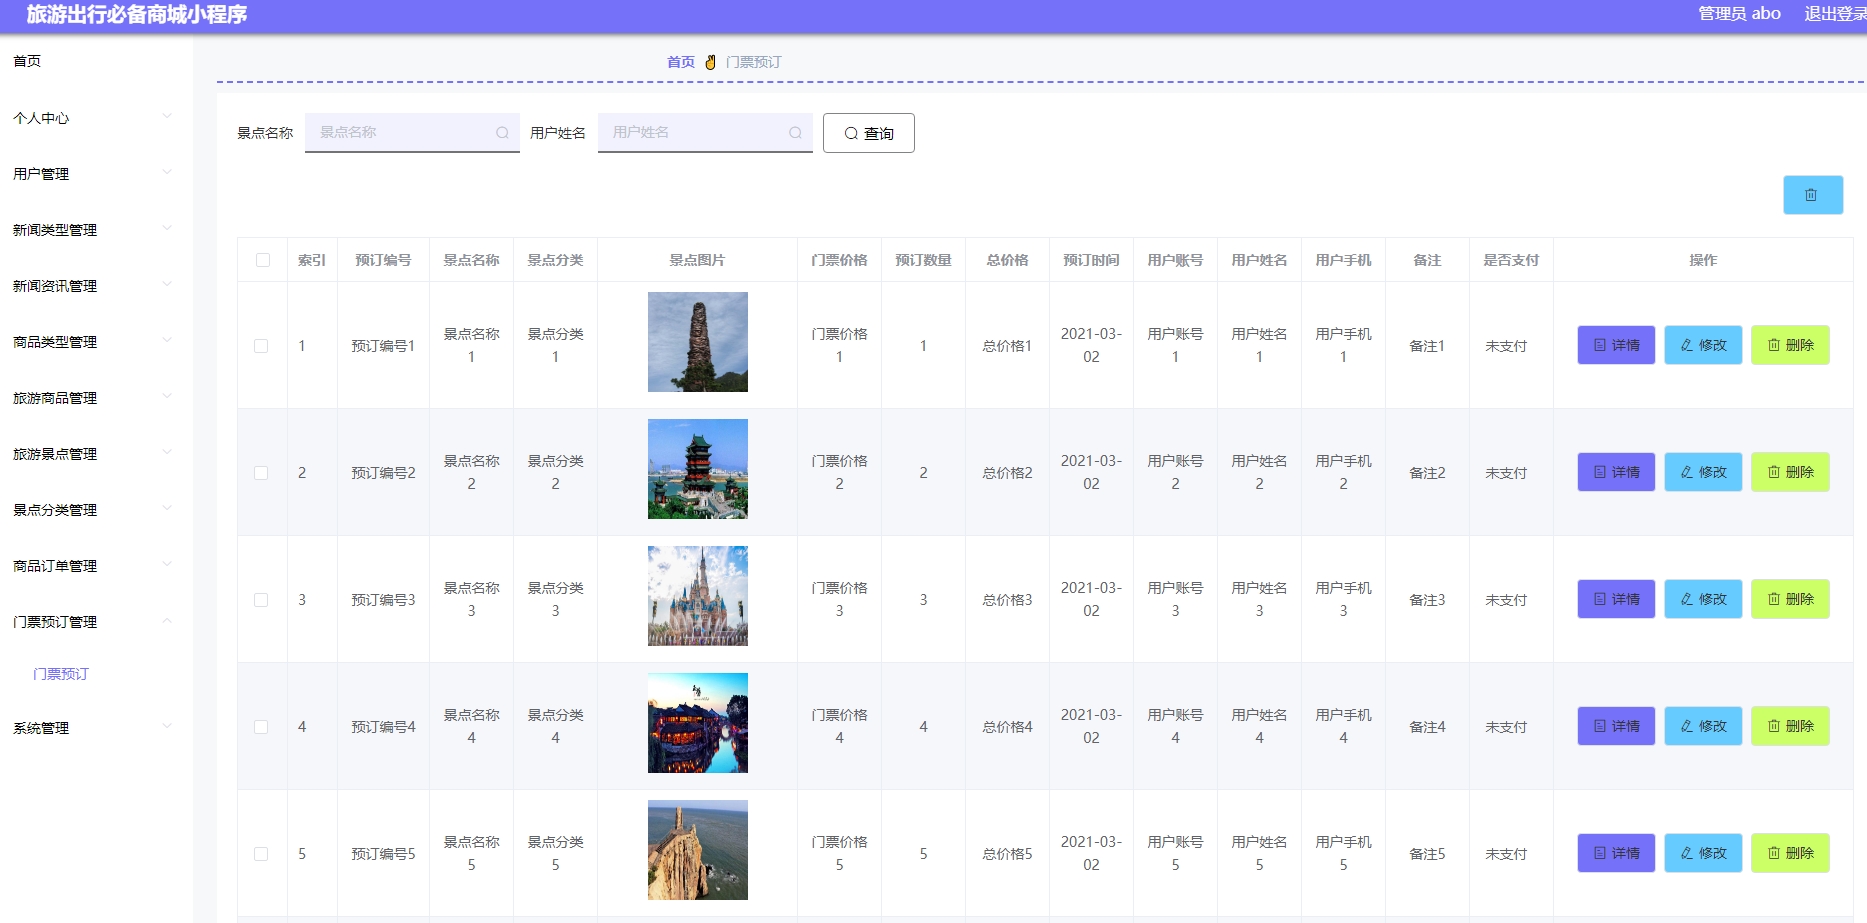 旅游出行必备商城小程序
管理员 abo 退出登录
首页
个人中心
用户管理
新闻类型管理
新闻资讯管理
商品类型管理
旅游商品管理
旅游景点管理
景点分类管理
商品订单管理
门票预订管理
门票预订
系统管理
首页 门票预订
景点名称 景点名称 用户姓名 用户姓名 查询
索引 预订编号 景点名称 景点分类 景点图片 门票价格 预订数量 总价格 预订时间 用户账号 用户姓名 用户手机 备注 是否支付 操作
1 预订编号1 景点名称1 景点分类1 门票价格1 1 总价格1 2021-03-02 用户账号1 用户姓名1 用户手机1 备注1 未支付 详情 修改 删除
2 预订编号2 景点名称2 景点分类2 门票价格2 2 总价格2 2021-03-02 用户账号2 用户姓名2 用户手机2 备注2 未支付 详情 修改 删除
3 预订编号3 景点名称3 景点分类3 门票价格3 3 总价格3 2021-03-02 用户账号3 用户姓名3 用户手机3 备注3 未支付 详情 修改 删除
4 预订编号4 景点名称4 景点分类4 门票价格4 4 总价格4 2021-03-02 用户账号4 用户姓名4 用户手机4 备注4 未支付 详情 修改 删除
5 预订编号5 景点名称5 景点分类5 门票价格5 5 总价格5 2021-03-02 用户账号5 用户姓名5 用户手机5 备注5 未支付 详情 修改 删除